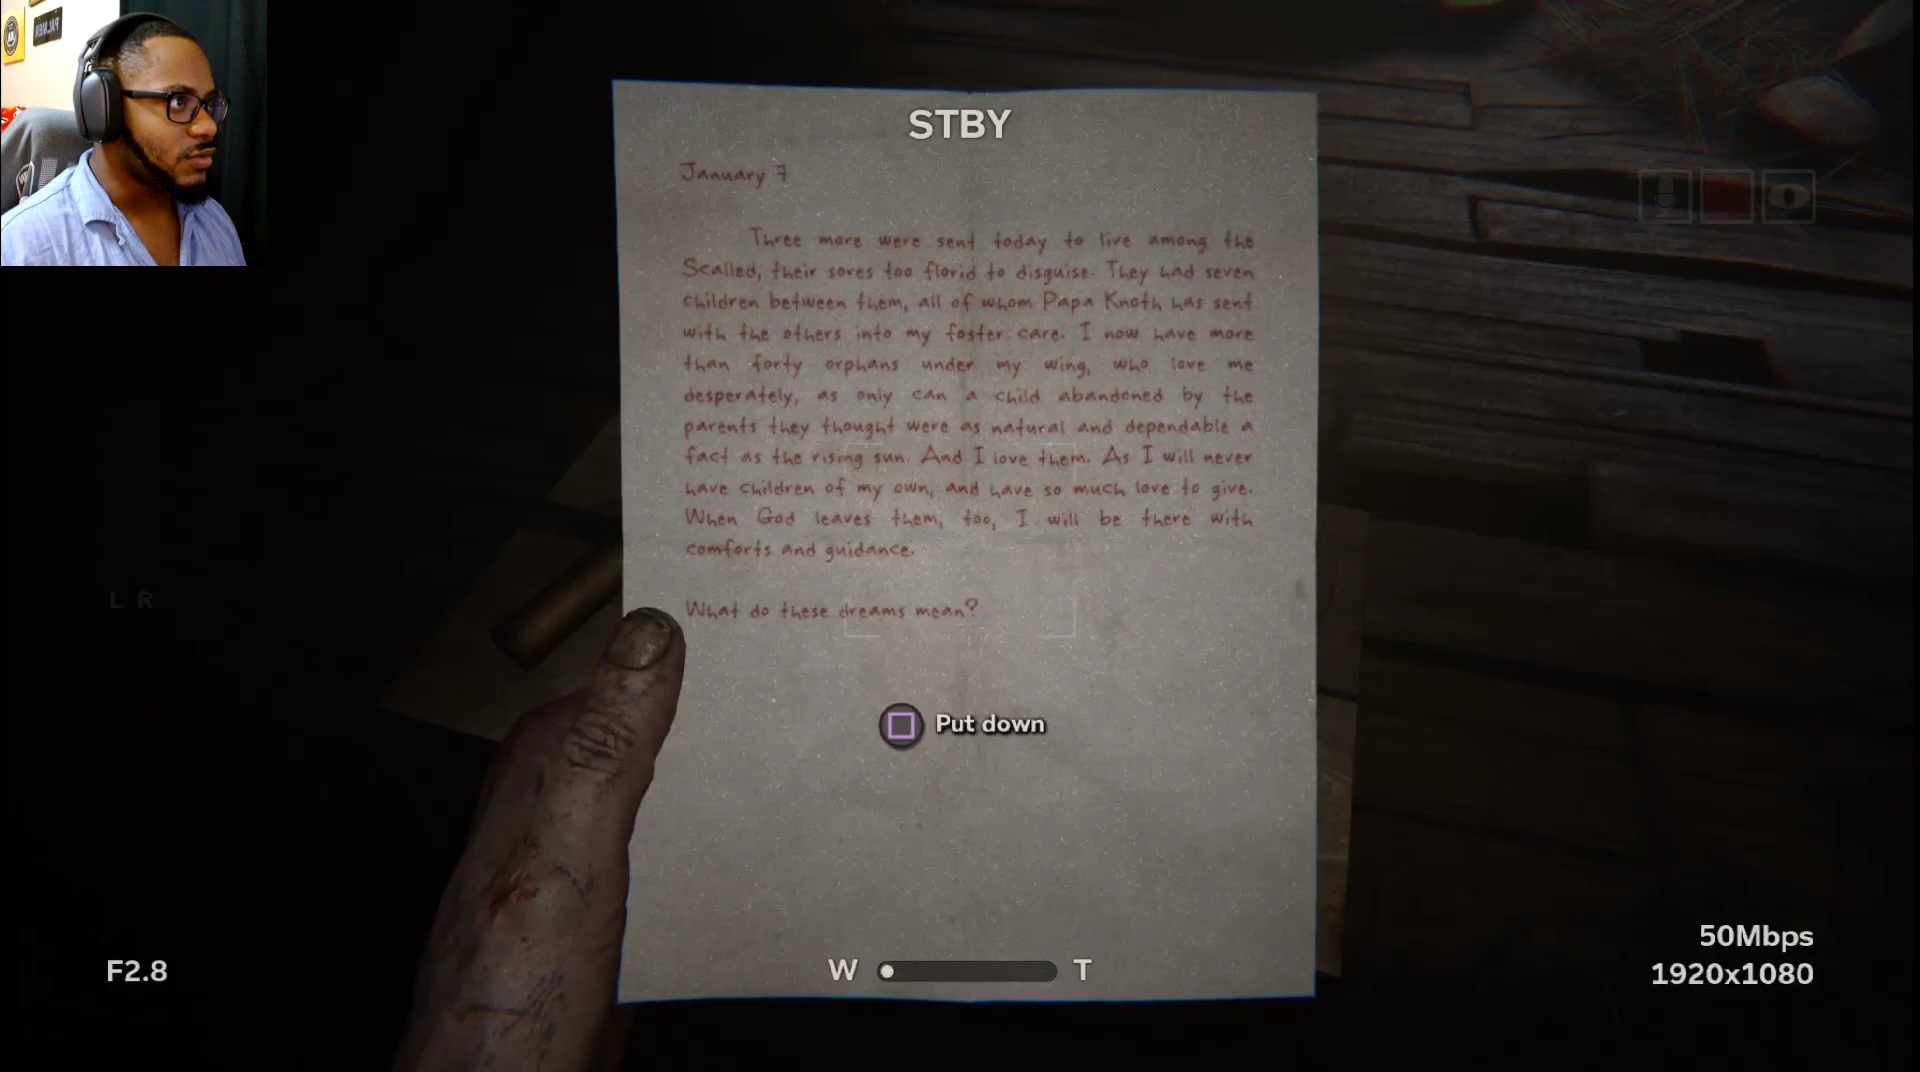 PALMER
STBY
January 7
Three more were sent today to live among the
Scalled, their sores too florid to disguise. They had seven
children between them, all of whom Papa Knoth has sent
with the others into my foster care. I now have more
than forty orphans under my wing, who love me
desperately, as only can a child abandoned by the
parents they thought were as natural and dependable a
fact as the rising sun. And I love them. As I will never
have children of my own, and have so much love to give.
When God leaves them, too, I will be there with
comforts and guidance.
What do these dreams mean?
Put down
L R
F2.8
W T
50Mbps
1920x1080